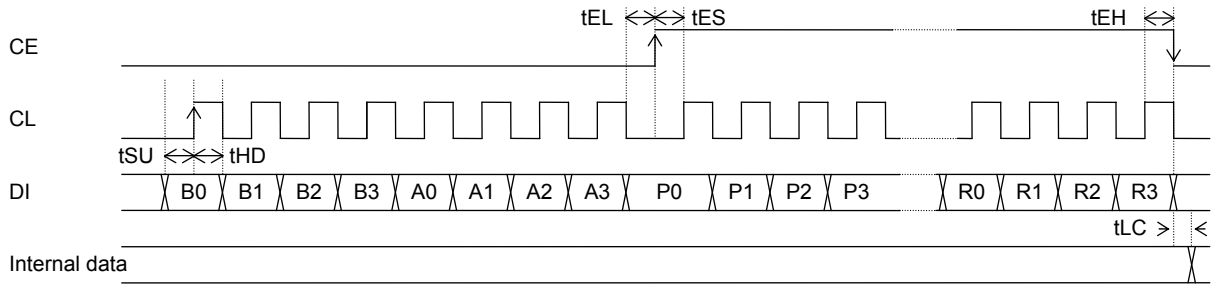 tEL tES tEH
CE
CL
tSU tHD
DI B0 B1 B2 B3 A0 A1 A2 A3 P0 P1 P2 P3 R0 R1 R2 R3
tLC
Internal data